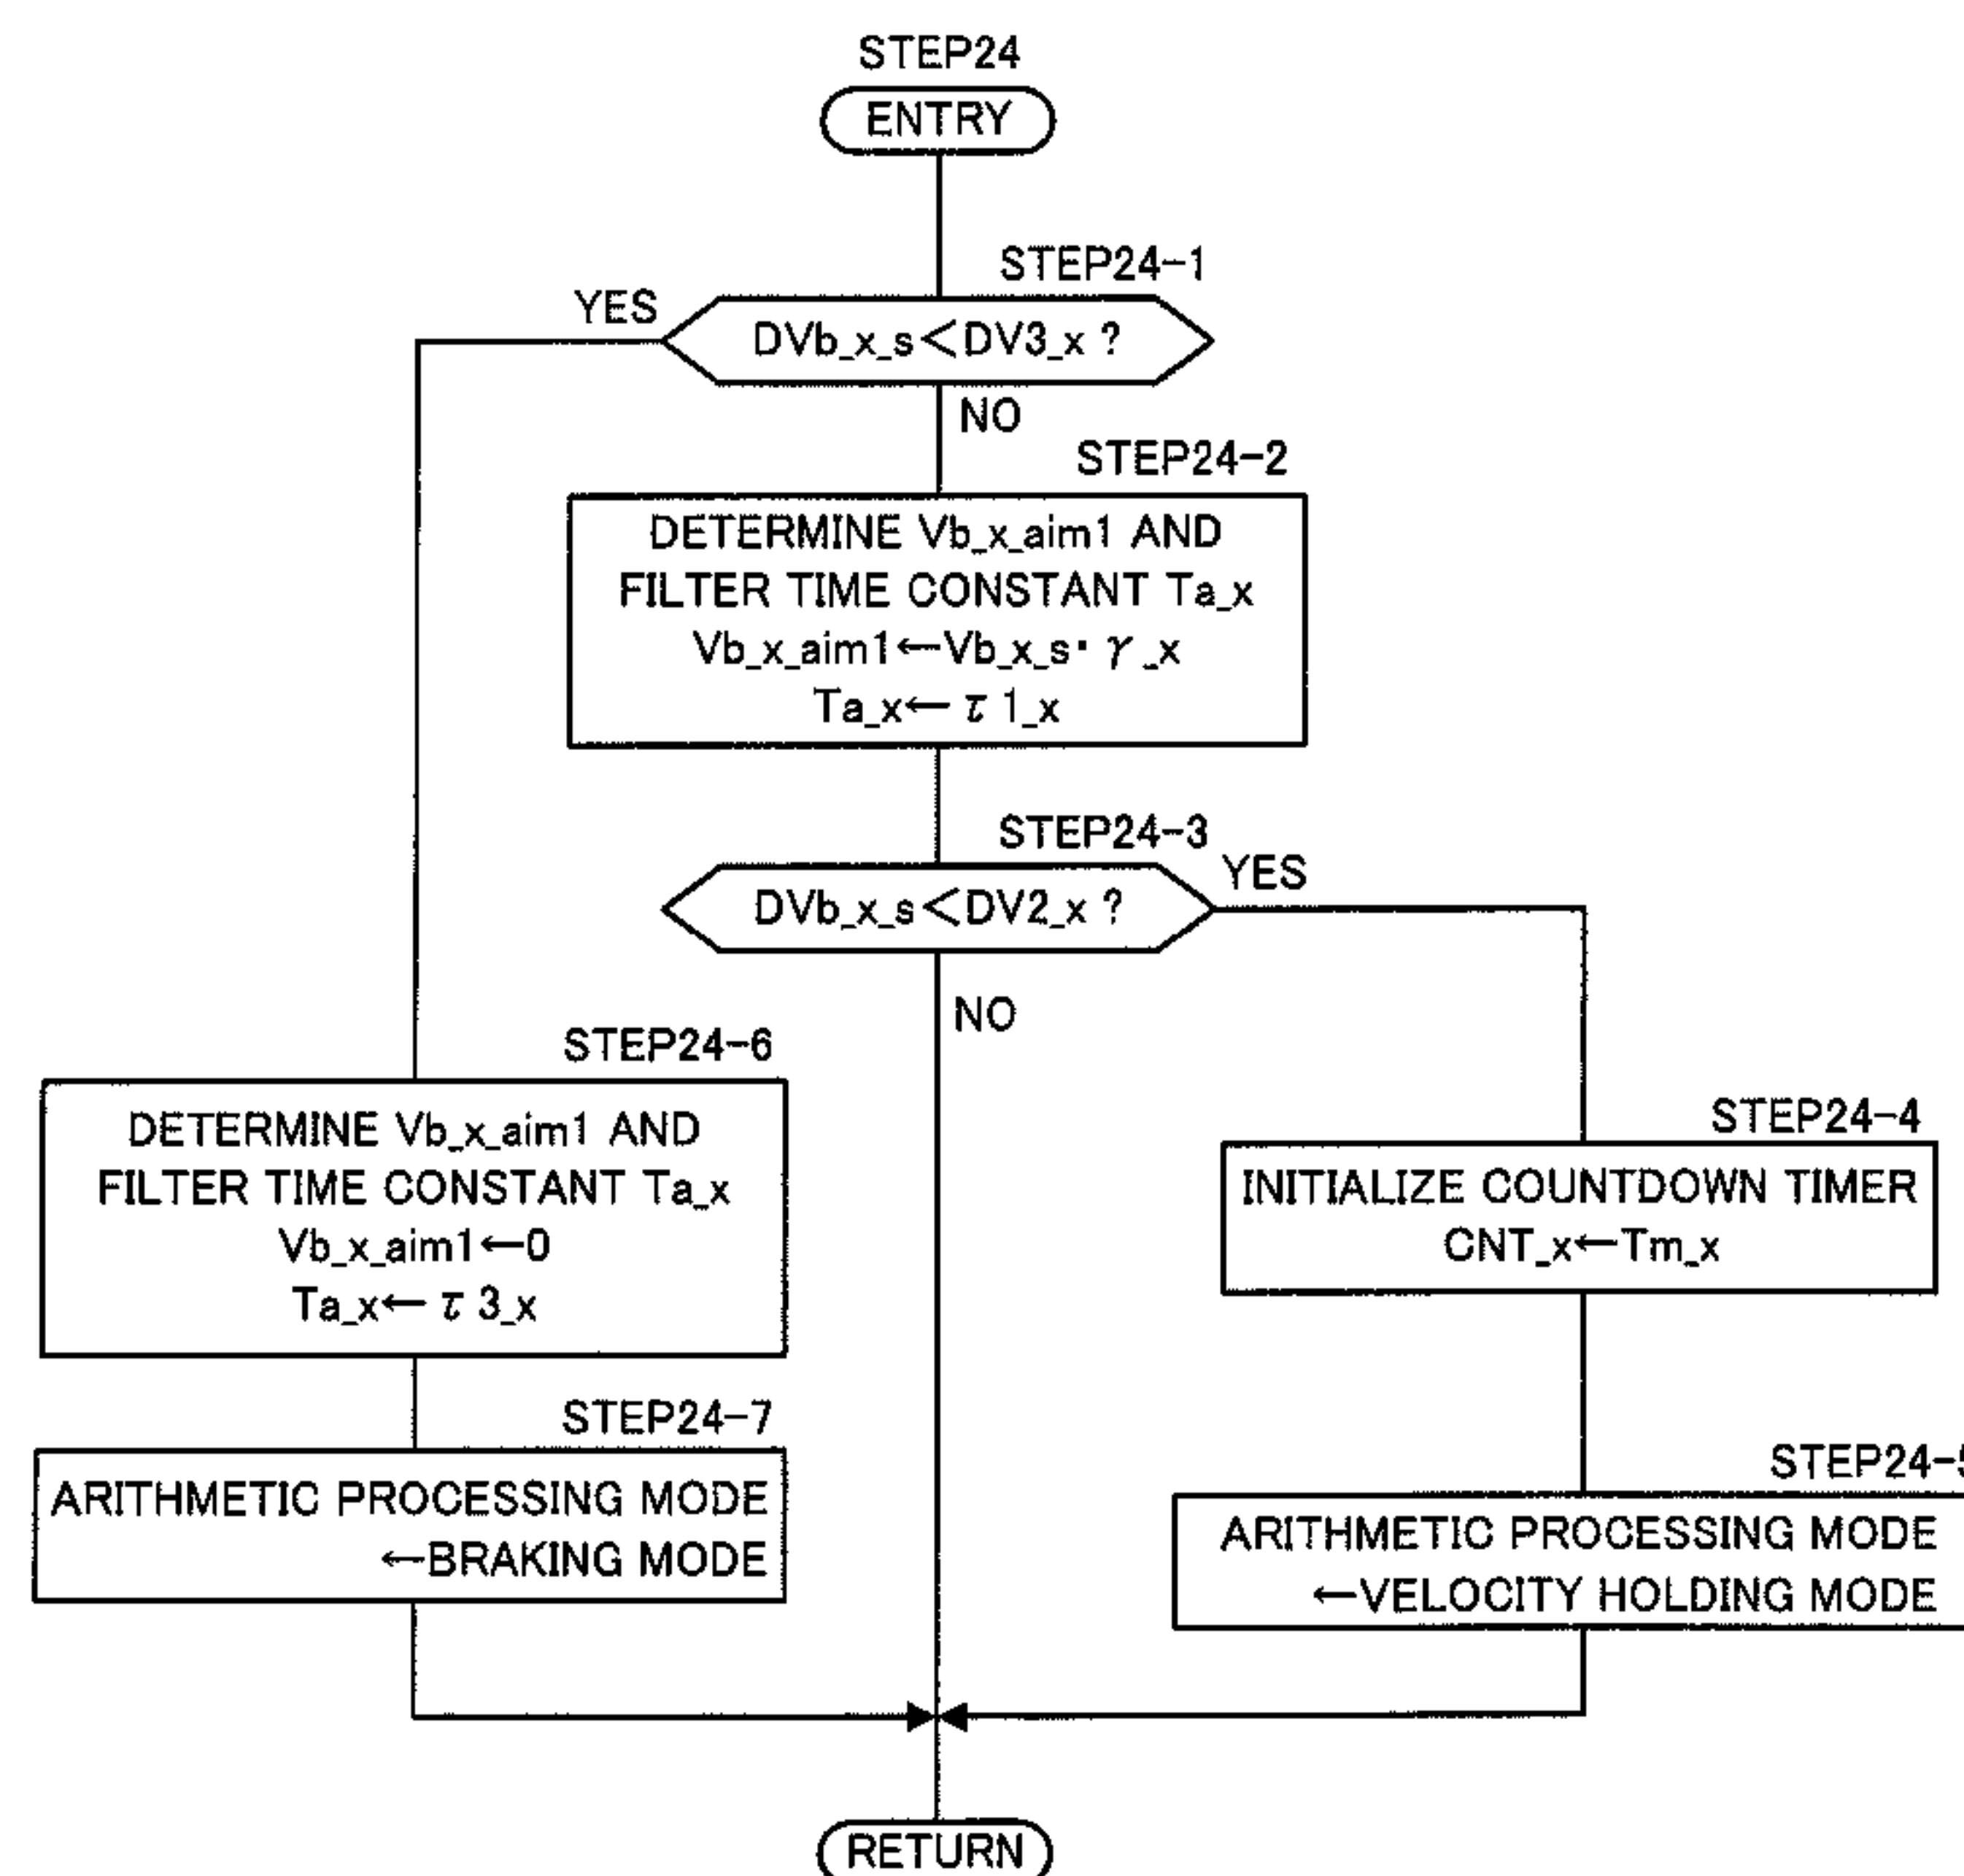 STEP24
ENTRY
STEP24-1
YES
DVb_x_s<DV3_x ?
NO
STEP24-2
DETERMINE Vb_x_aim1 AND
FILTER TIME CONSTANT Ta_x
Vb_x_aim1←Vb_x_s・γ_x
Ta_x←τ1_x
STEP24-3
YES
DVb_x_s<DV2_x ?
NO
STEP24-6
DETERMINE Vb_x_aim1 AND
FILTER TIME CONSTANT Ta_x
Vb_x_aim1←0
Ta_x←τ3_x
STEP24-4
INITIALIZE COUNTDOWN TIMER
CNT_x←Tm_x
STEP24-7
ARITHMETIC PROCESSING MODE
←BRAKING MODE
STEP24-5
ARITHMETIC PROCESSING MODE
←VELOCITY HOLDING MODE
RETURN